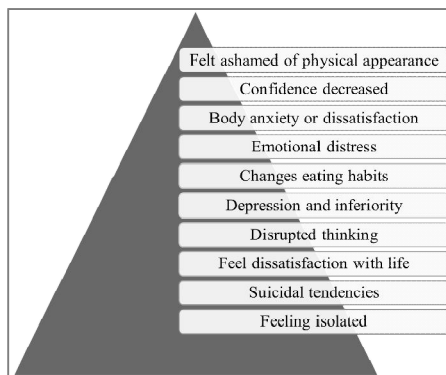 Felt ashamed of physical appearance
Confidence decreased
Body anxiety or dissatisfaction
Emotional distress
Changes eating habits
Depression and inferiority
Disrupted thinking
Feel dissatisfaction with life
Suicidal tendencies
Feeling isolated